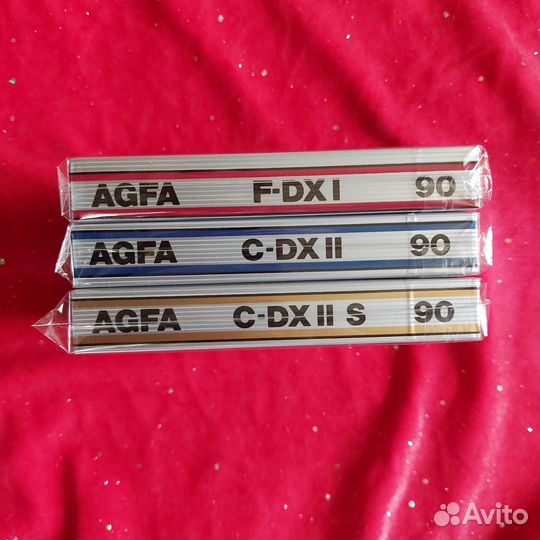 AGFA F-DX I 90
AGFA C-DX II 90
AGFA C-DX II S 90
Avito